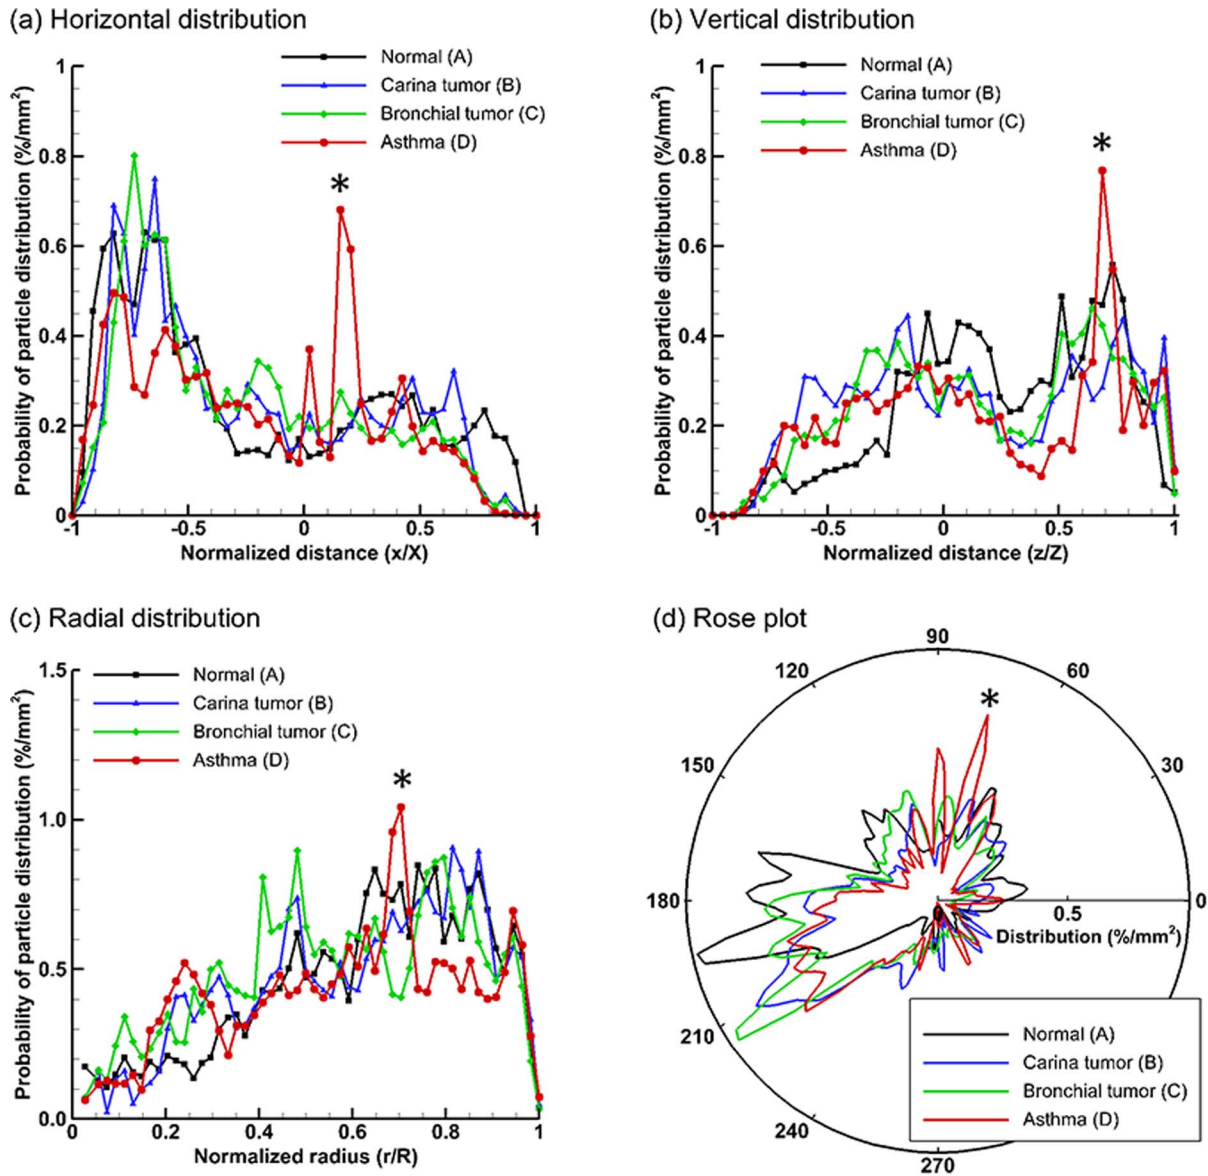 (a) Horizontal distribution
Normal (A)
Carina tumor (B)
Bronchial tumor (C)
Asthma (D)
Probability of particle distribution (%/mm²)
1
0.8
0.6
0.4
0.2
0
*
-1 -0.5 0 0.5 1
Normalized distance (x/X)
(b) Vertical distribution
Normal (A)
Carina tumor (B)
Bronchial tumor (C)
Asthma (D)
Probability of particle distribution (%/mm²)
1
0.8
0.6
0.4
0.2
0
*
-1 -0.5 0 0.5 1
Normalized distance (z/Z)
(c) Radial distribution
Normal (A)
Carina tumor (B)
Bronchial tumor (C)
Asthma (D)
Probability of particle distribution (%/mm²)
1.5
1.0
0.5
0.0
*
0 0.2 0.4 0.6 0.8 1
Normalized radius (r/R)
(d) Rose plot
90
120 60
*
150 30
180 0 0.5 0
Distribution (%/mm²)
210
240
270
Normal (A)
Carina tumor (B)
Bronchial tumor (C)
Asthma (D)